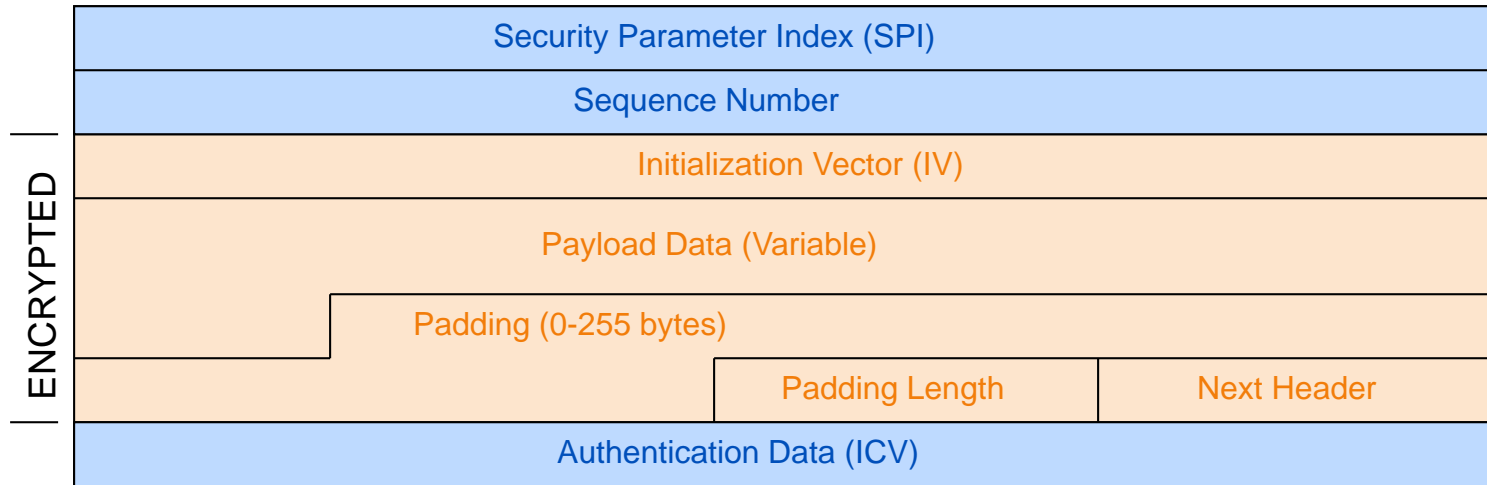 Security Parameter Index (SPI)
Sequence Number
ENCRYPTED
Initialization Vector (IV)
Payload Data (Variable)
Padding (0-255 bytes)
Padding Length
Next Header
Authentication Data (ICV)